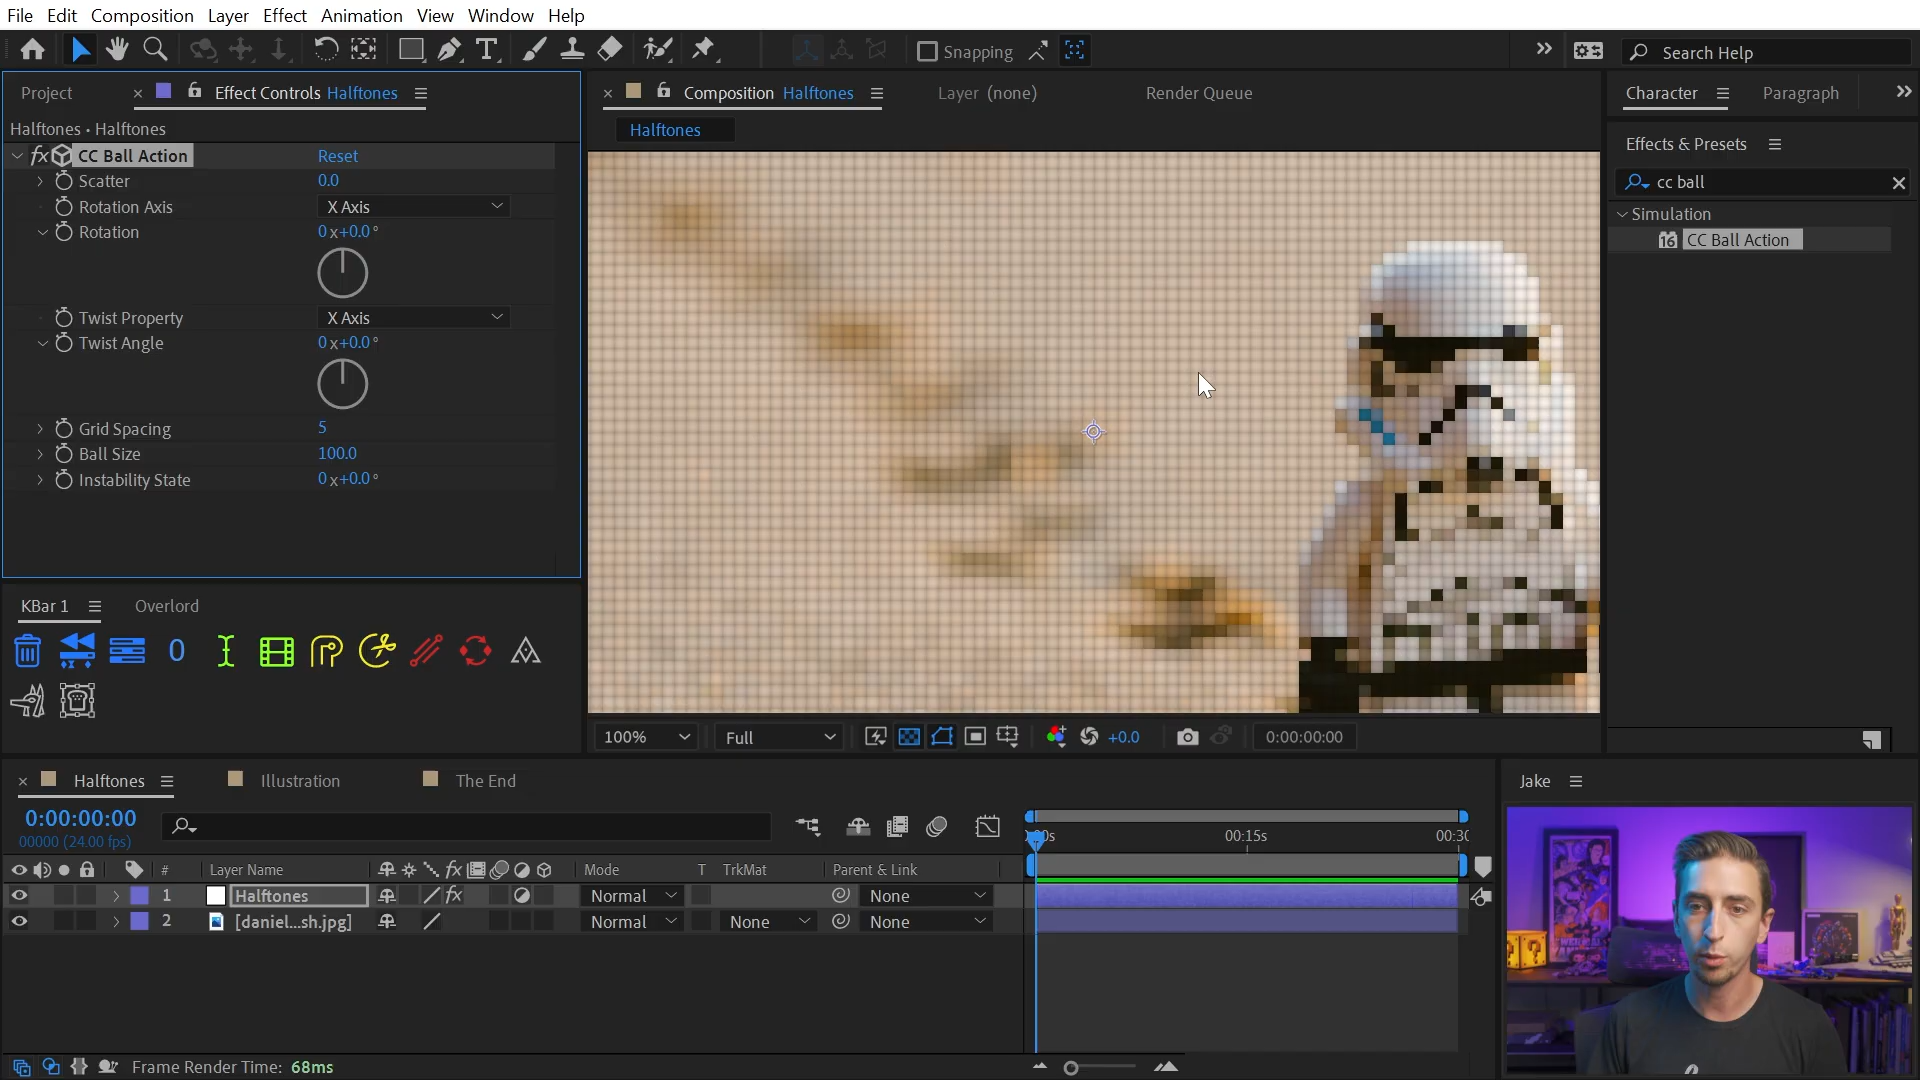 File Edit Composition Layer Effect Animation View Window Help
Snapping
Search Help
Project
Effect Controls Halftones
Composition Halftones
Layer (none)
Render Queue
Character
Paragraph
Halftones • Halftones
Halftones
Effects & Presets
fx CC Ball Action Reset
cc ball
Scatter 0.0
Rotation Axis X Axis
Simulation
Rotation 0x+0.0°
16 CC Ball Action
Twist Property X Axis
Twist Angle 0x+0.0°
Grid Spacing 5
Ball Size 100.0
Instability State 0x+0.0°
KBar 1
Overlord
0
100%
Full
+0.0
0:00:00:00
Halftones
Illustration
The End
Jake
0:00:00:00
00000 (24.00 fps)
00:15s
# Layer Name fx Mode T TrkMat Parent & Link
1 Halftones fx Normal None
2 [daniel...sh.jpg] Normal None None
Frame Render Time: 68ms